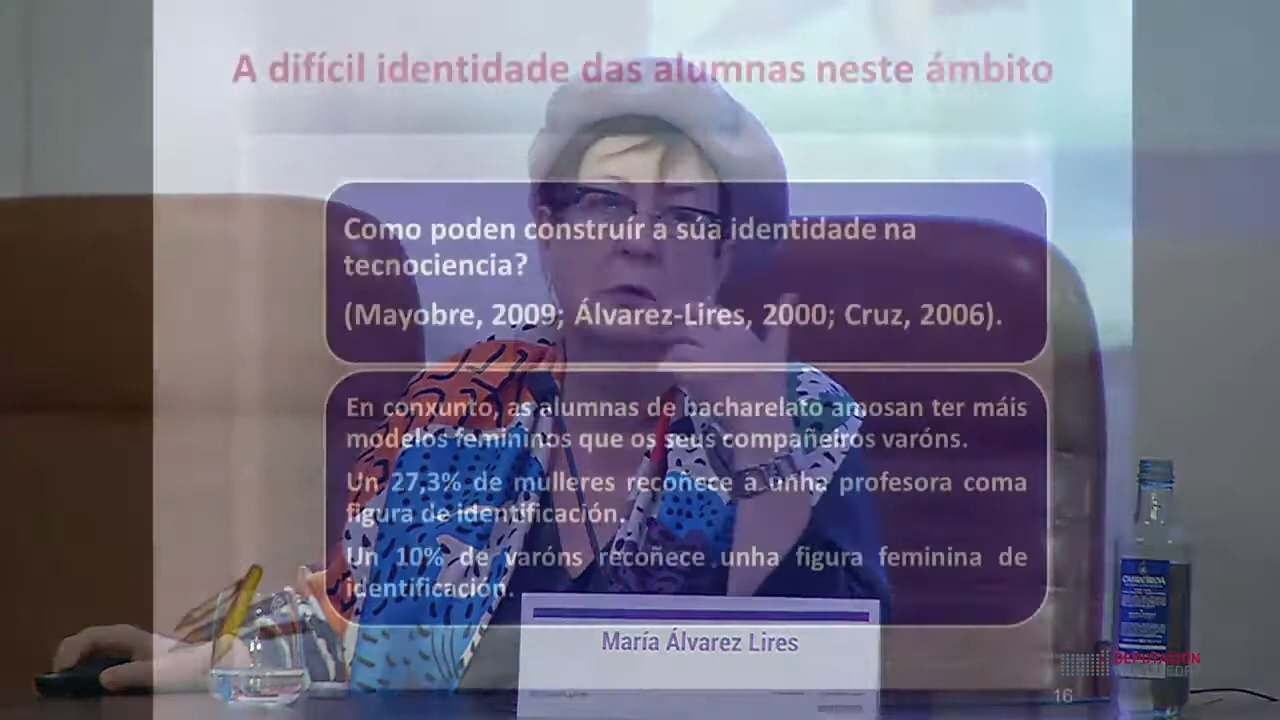 A difícil identidade das alumnas neste ámbito
Como poden construír a súa identidade na
tecnociencia?
(Mayobre, 2009; Álvarez-Lires, 2000; Cruz, 2006).
En conxunto, as alumnas de bacharelato amosan ter máis
modelos femininos que os seus compañeiros varóns.
Un 27,3% de mulleres recoñece a unha profesora coma
figura de identificación.
Un 10% de varóns recoñece unha figura feminina de
identificación.
María Álvarez Lires
CABREIROÁ
DEPUTACIÓN
16